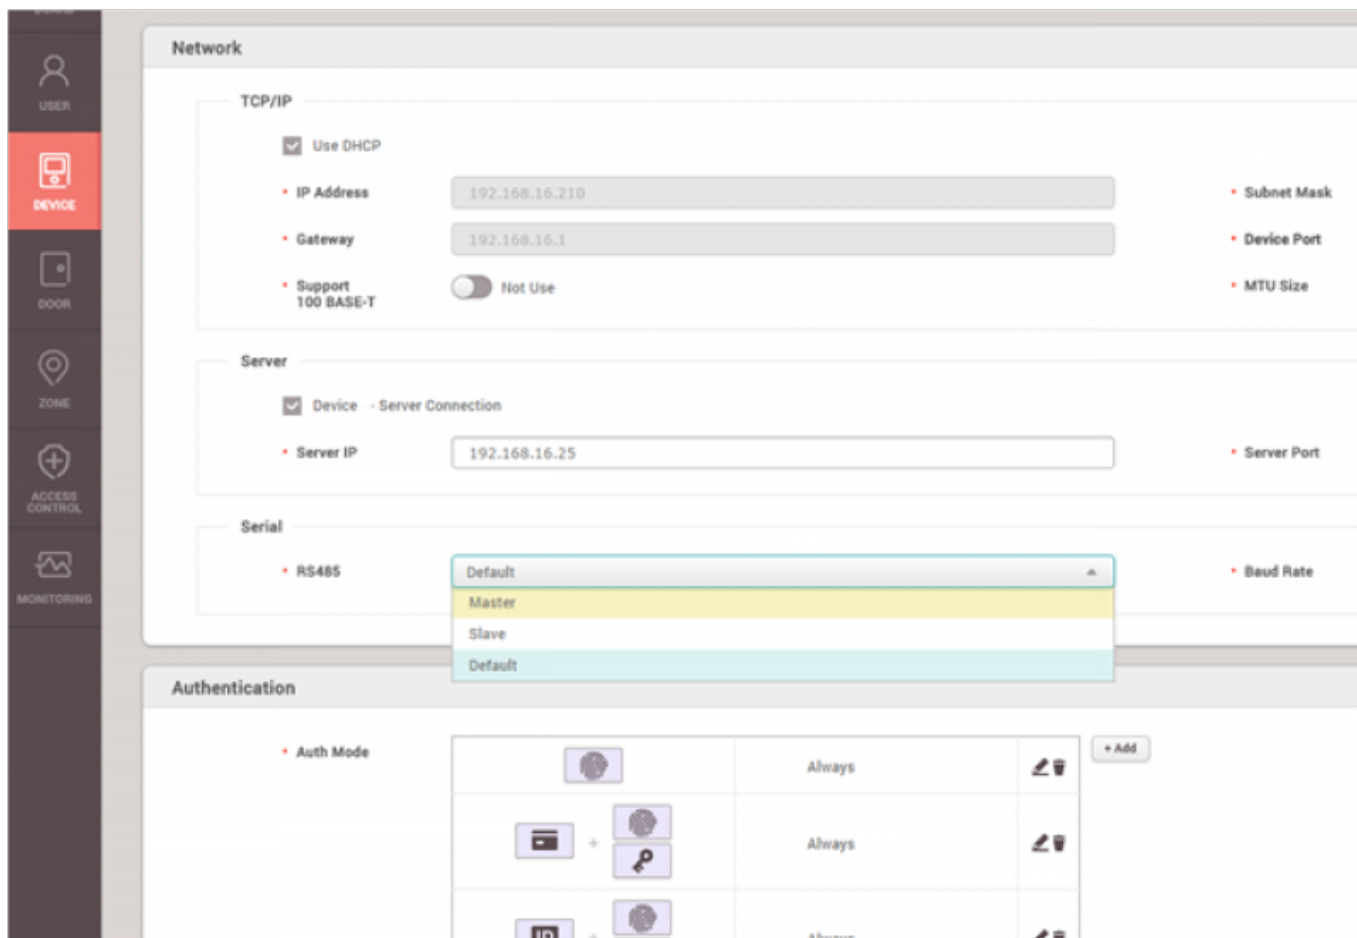 Network
USER
TCP/IP
Use DHCP
DEVICE
IP Address 192.168.16.210 Subnet Mask
Gateway 192.168.16.1 Device Port
Support
100 BASE-T Not Use MTU Size
DOOR
Server
ZONE
Device Server Connection
Server IP 192.168.16.25 Server Port
ACCESS
CONTROL
Serial
RS485 Default Baud Rate
MONITORING
Master
Slave
Default
Authentication
Auth Mode Always + Add
+ Always
ID + Always